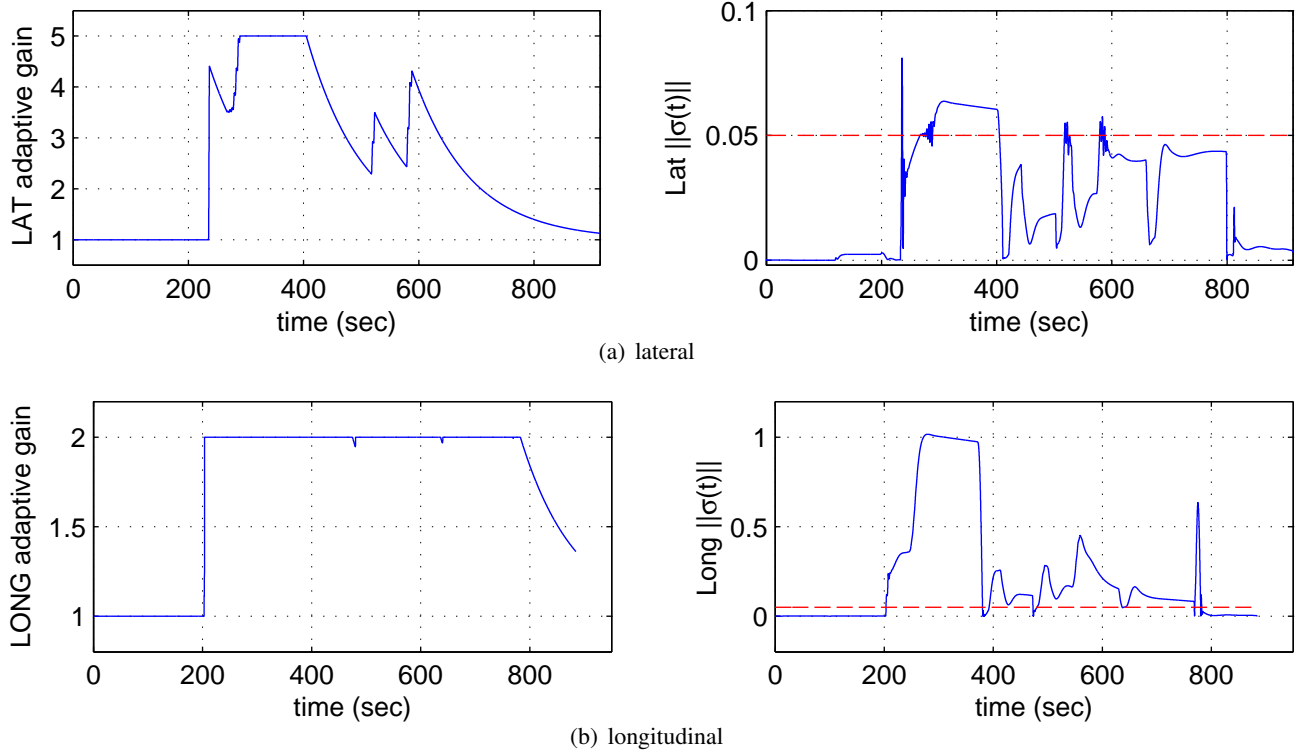 LAT adaptive gain
5
4
3
2
1
0 200 400 600 800
time (sec)
Lat ||σ(t)||
0.1
0.05
0
0 200 400 600 800
time (sec)
(a) lateral
LONG adaptive gain
2
1.5
1
0 200 400 600 800
time (sec)
Long ||σ(t)||
1
0.5
0
0 200 400 600 800
time (sec)
(b) longitudinal